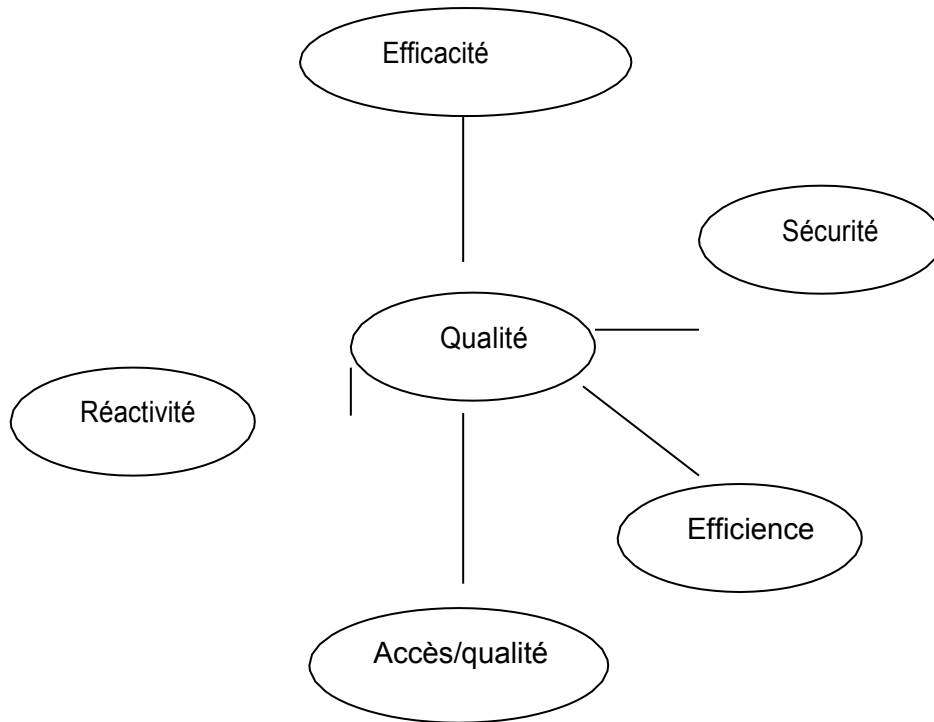 Efficacité
Sécurité
Qualité
Réactivité
Efficience
Accès/qualité